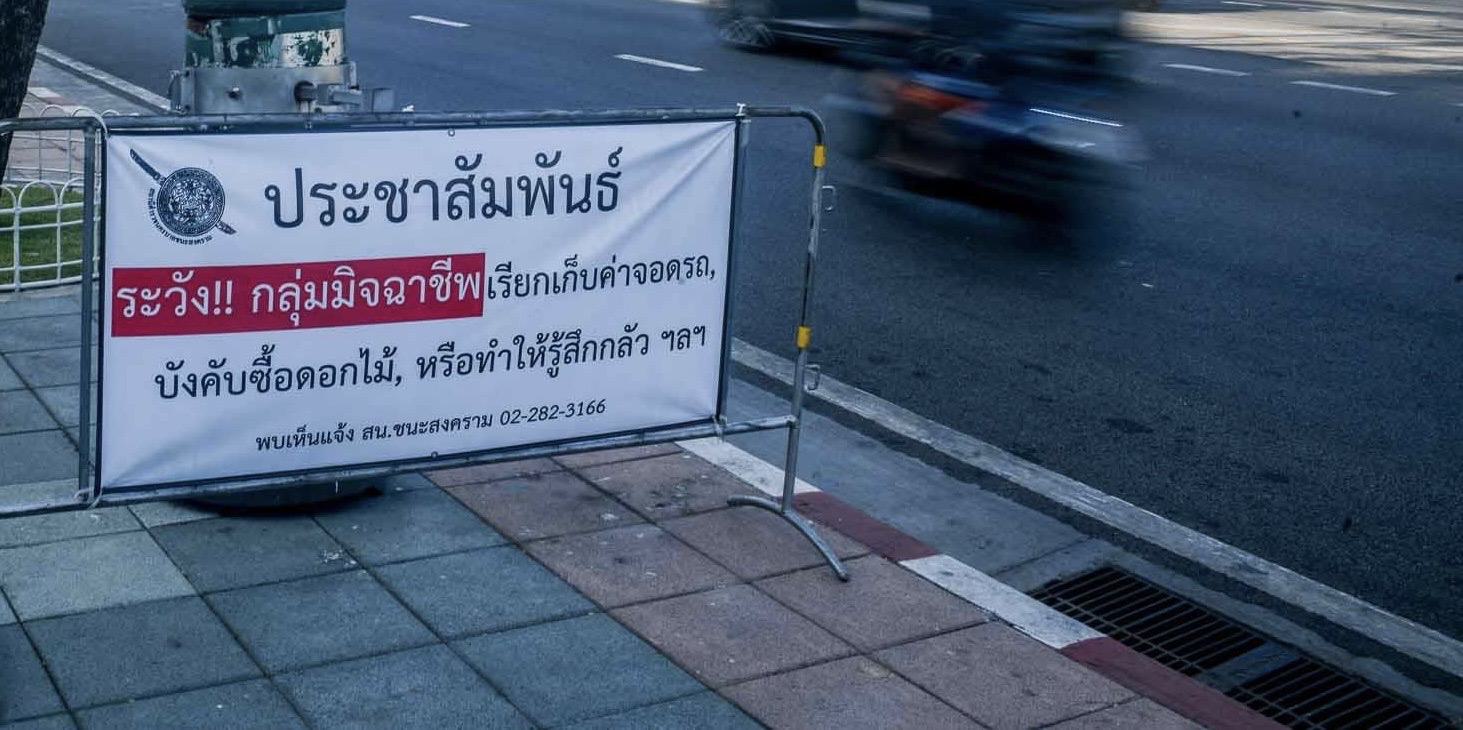 ประชาสัมพันธ์
ระวัง!! กลุ่มมิจฉาชีพเรียกเก็บค่าจอดรถ,
บังคับซื้อดอกไม้, หรือทำให้รู้สึกกลัว ฯลฯ
พบเห็นแจ้ง สน.ชนะสงคราม 02-282-3166